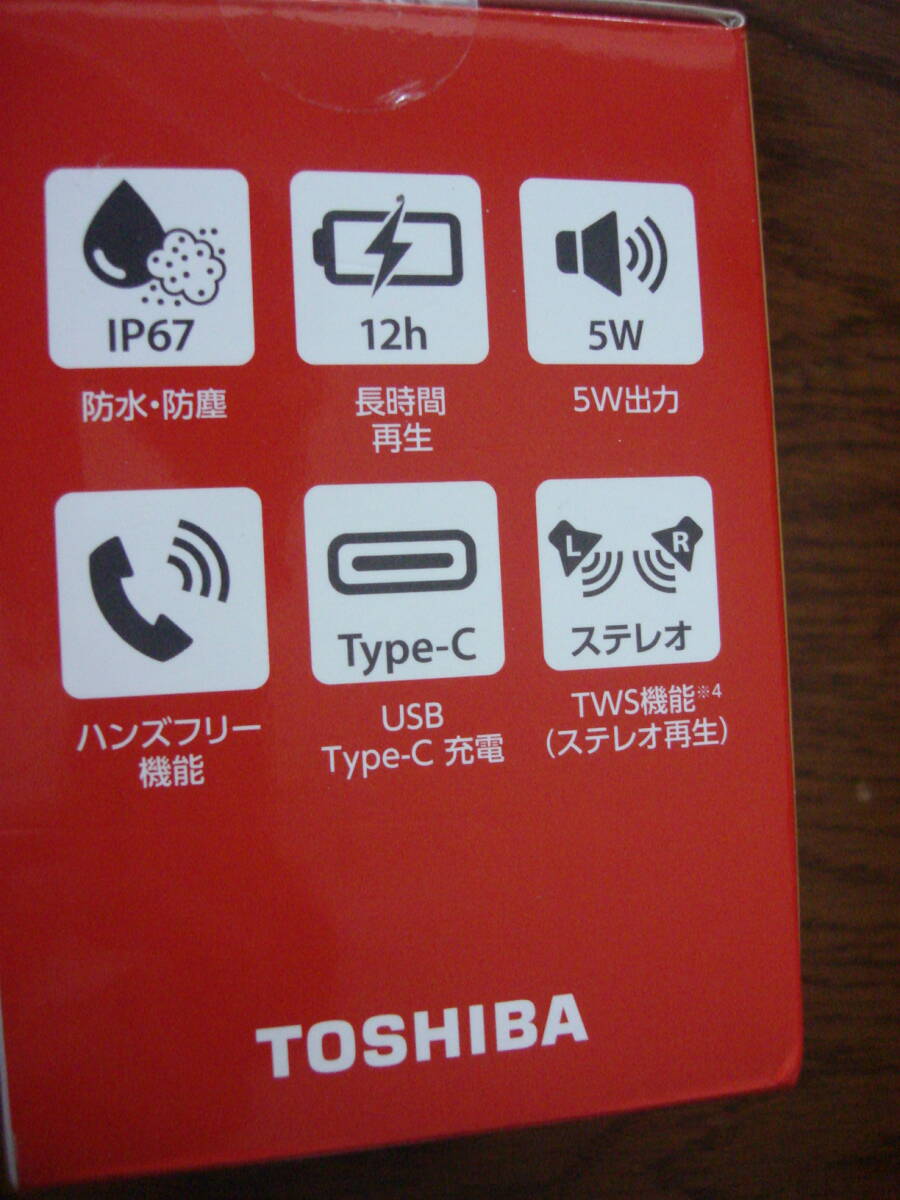 IP67
防水・防塵
12h
長時間
再生
5W
5W出力
ハンズフリー
機能
Type-C
USB
Type-C 充電
L R
ステレオ
TWS機能※4
(ステレオ再生)
TOSHIBA